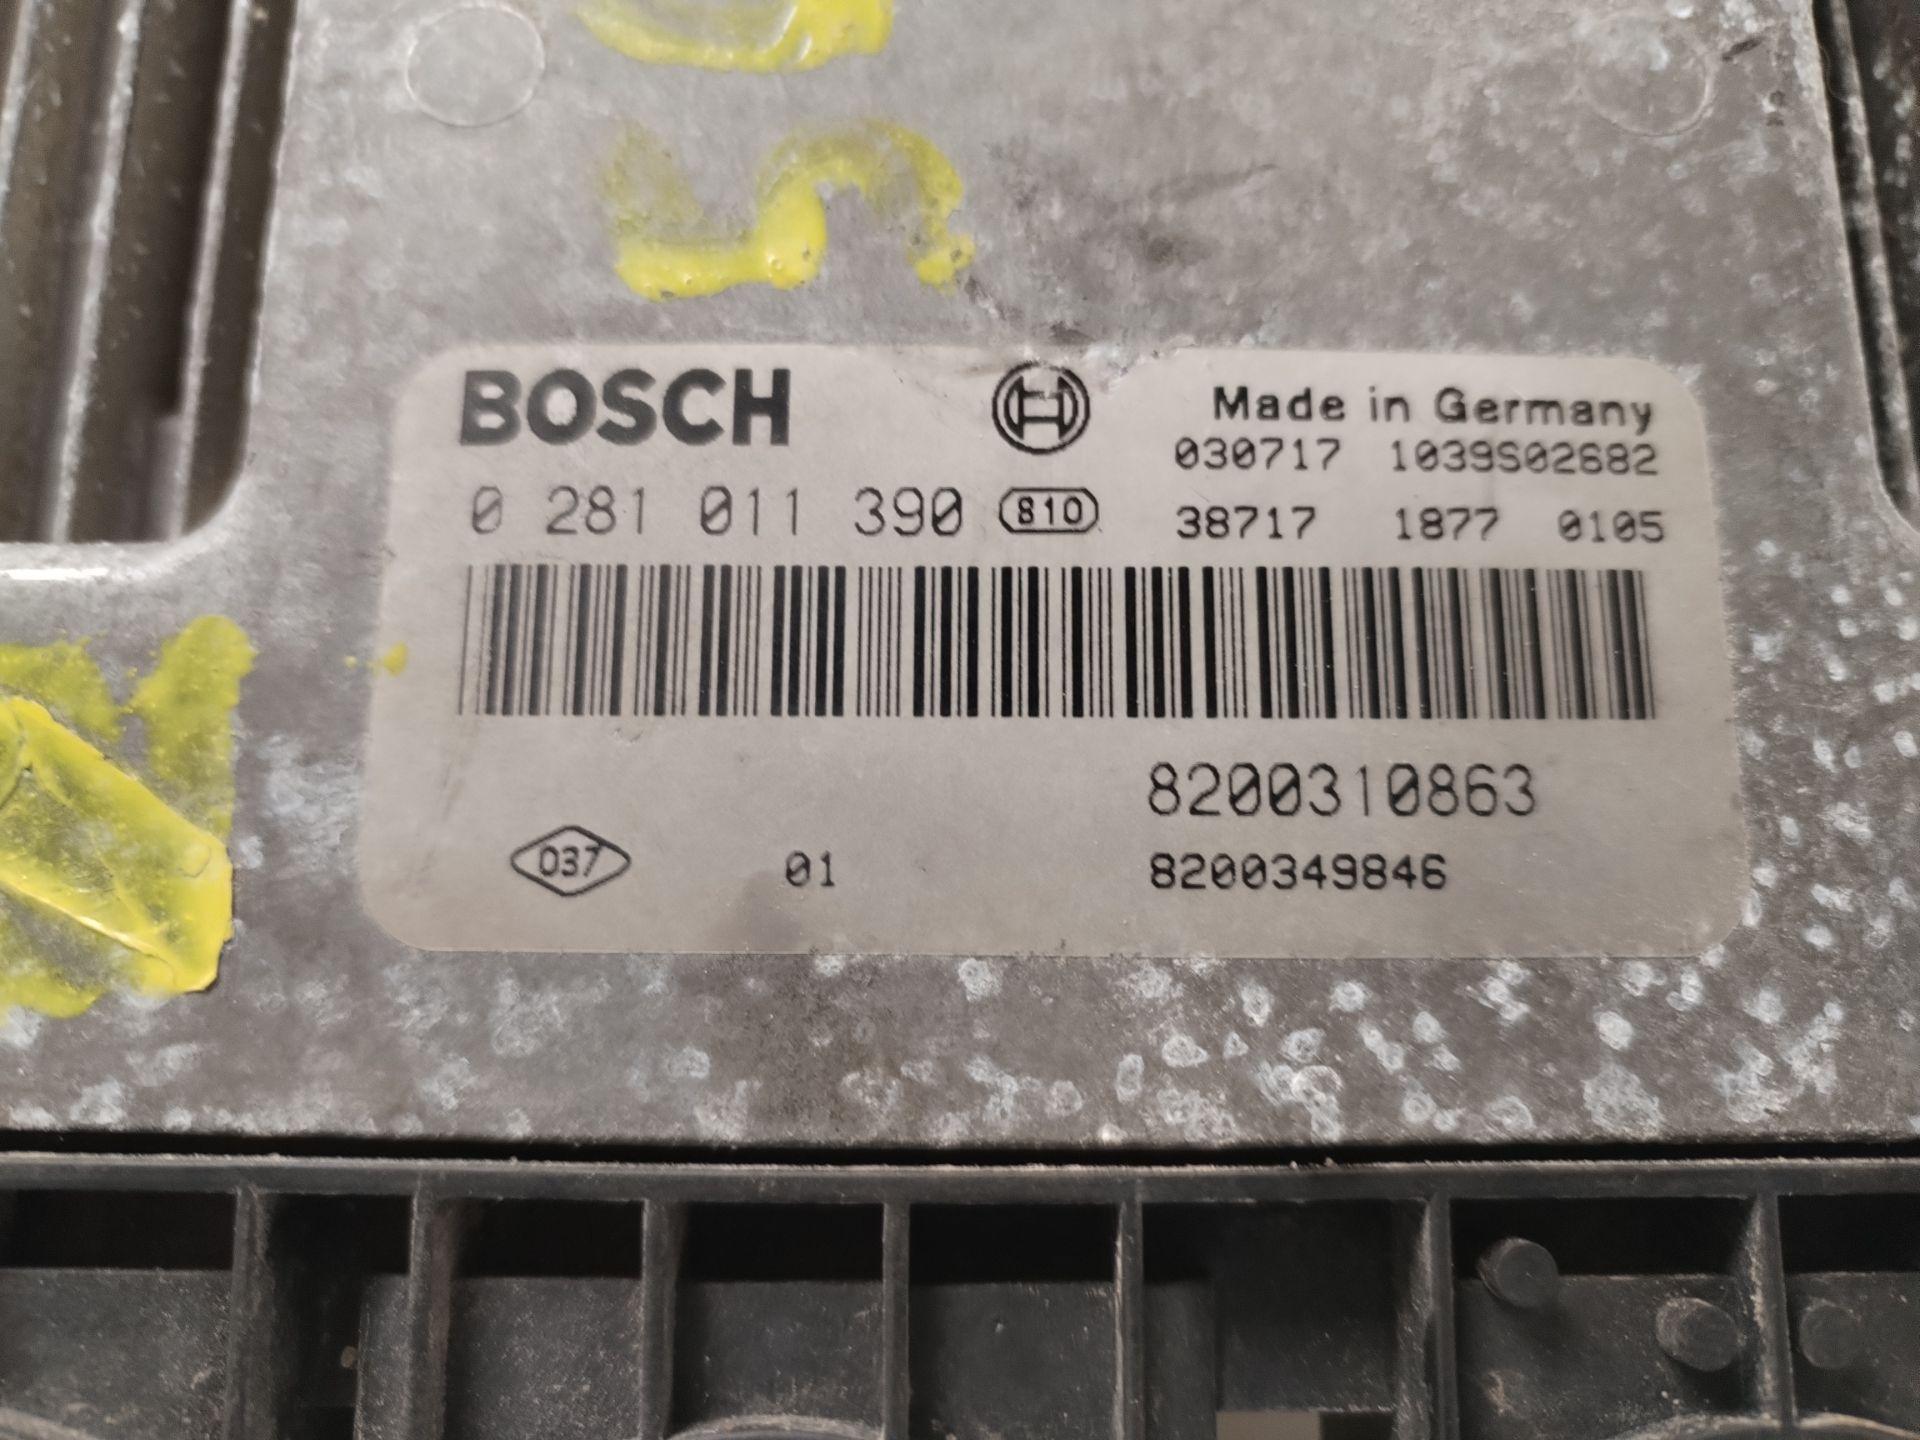 BOSCH
Made in Germany
030717 1039S02682
0 281 011 390 810
38717 1877 0105
8200310863
037 01 8200349846